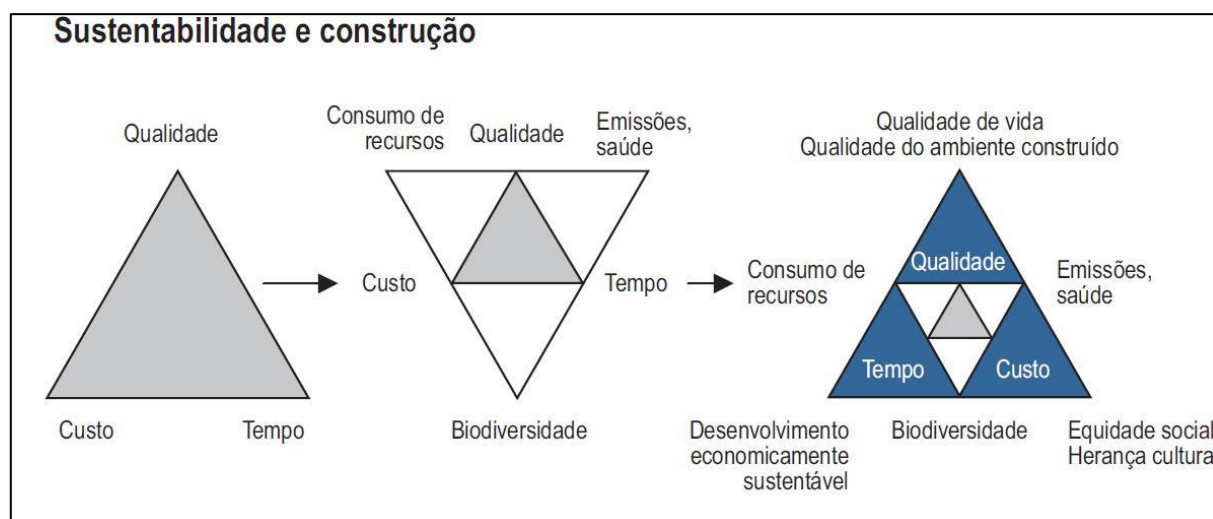 Sustentabilidade e construção
Qualidade
Custo
Tempo
Consumo de
recursos
Qualidade
Emissões,
saúde
Custo
Tempo
Biodiversidade
Qualidade de vida
Qualidade do ambiente construído
Consumo de
recursos
Qualidade
Emissões,
saúde
Tempo
Custo
Desenvolvimento
economicamente
sustentável
Biodiversidade
Equidade social
Herança cultural